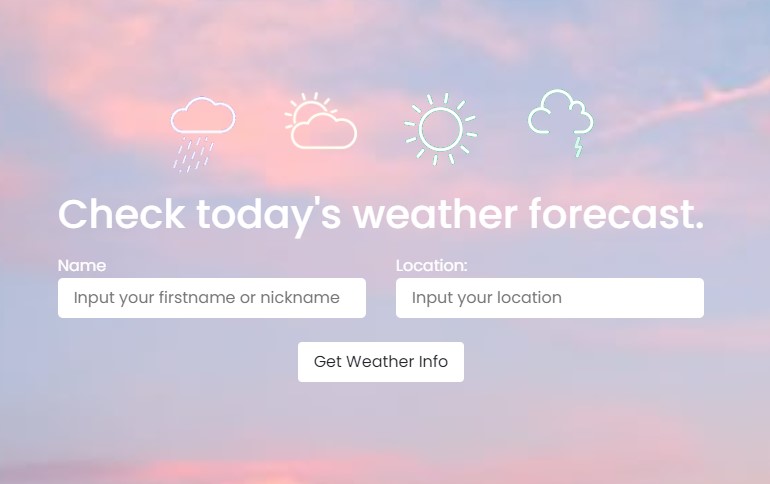 Check today's weather forecast.
Name
Location:
Input your firstname or nickname
Input your location
Get Weather Info